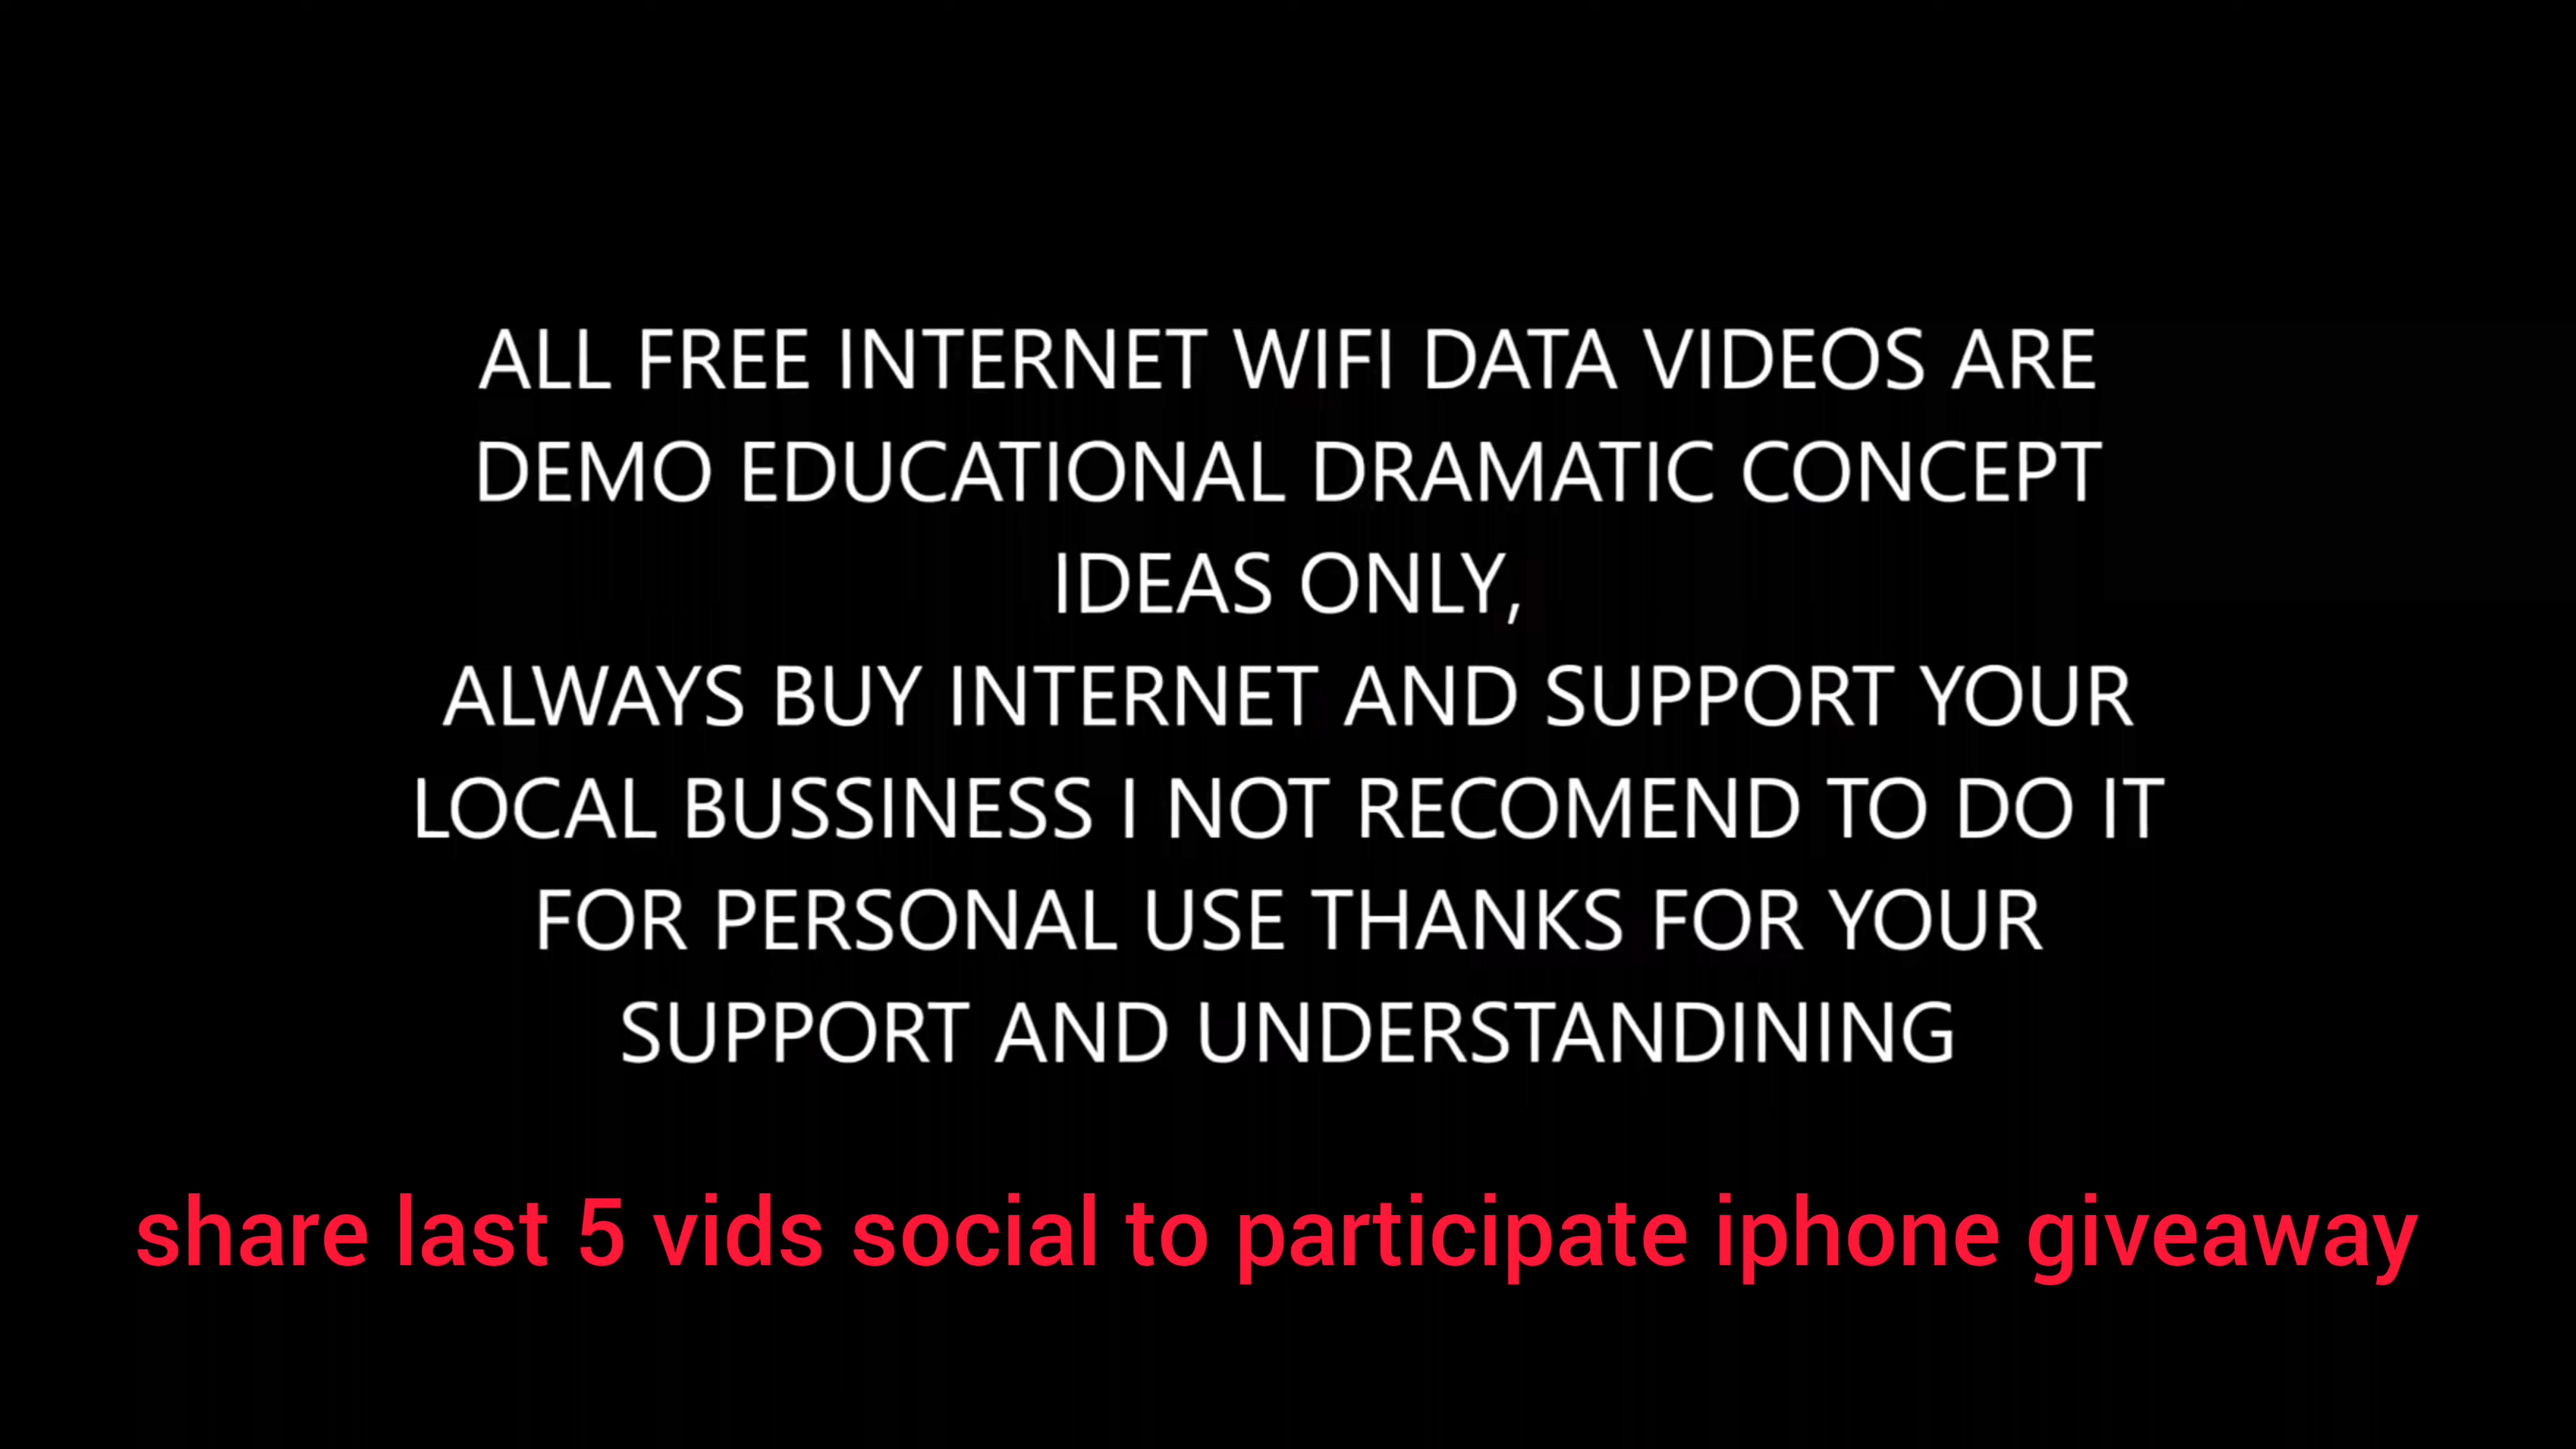 ALL FREE INTERNET WIFI DATA VIDEOS ARE
DEMO EDUCATIONAL DRAMATIC CONCEPT
IDEAS ONLY,
ALWAYS BUY INTERNET AND SUPPORT YOUR
LOCAL BUSSINESS I NOT RECOMEND TO DO IT
FOR PERSONAL USE THANKS FOR YOUR
SUPPORT AND UNDERSTANDINING
share last 5 vids social to participate iphone giveaway